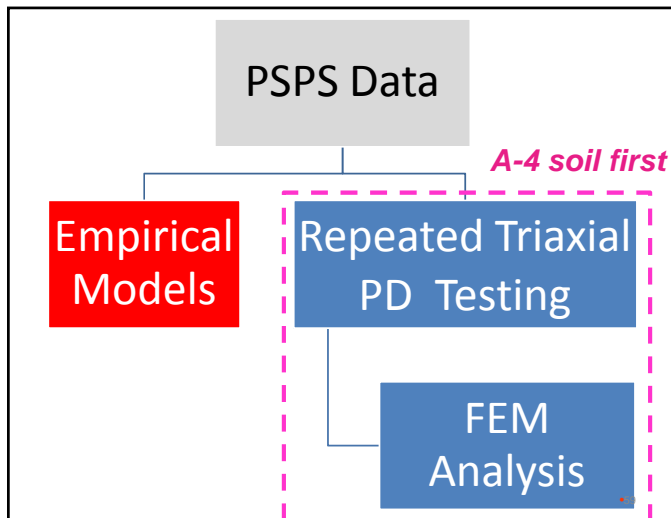 PSPS Data
A-4 soil first
Empirical
Models
Repeated Triaxial
PD Testing
FEM
Analysis